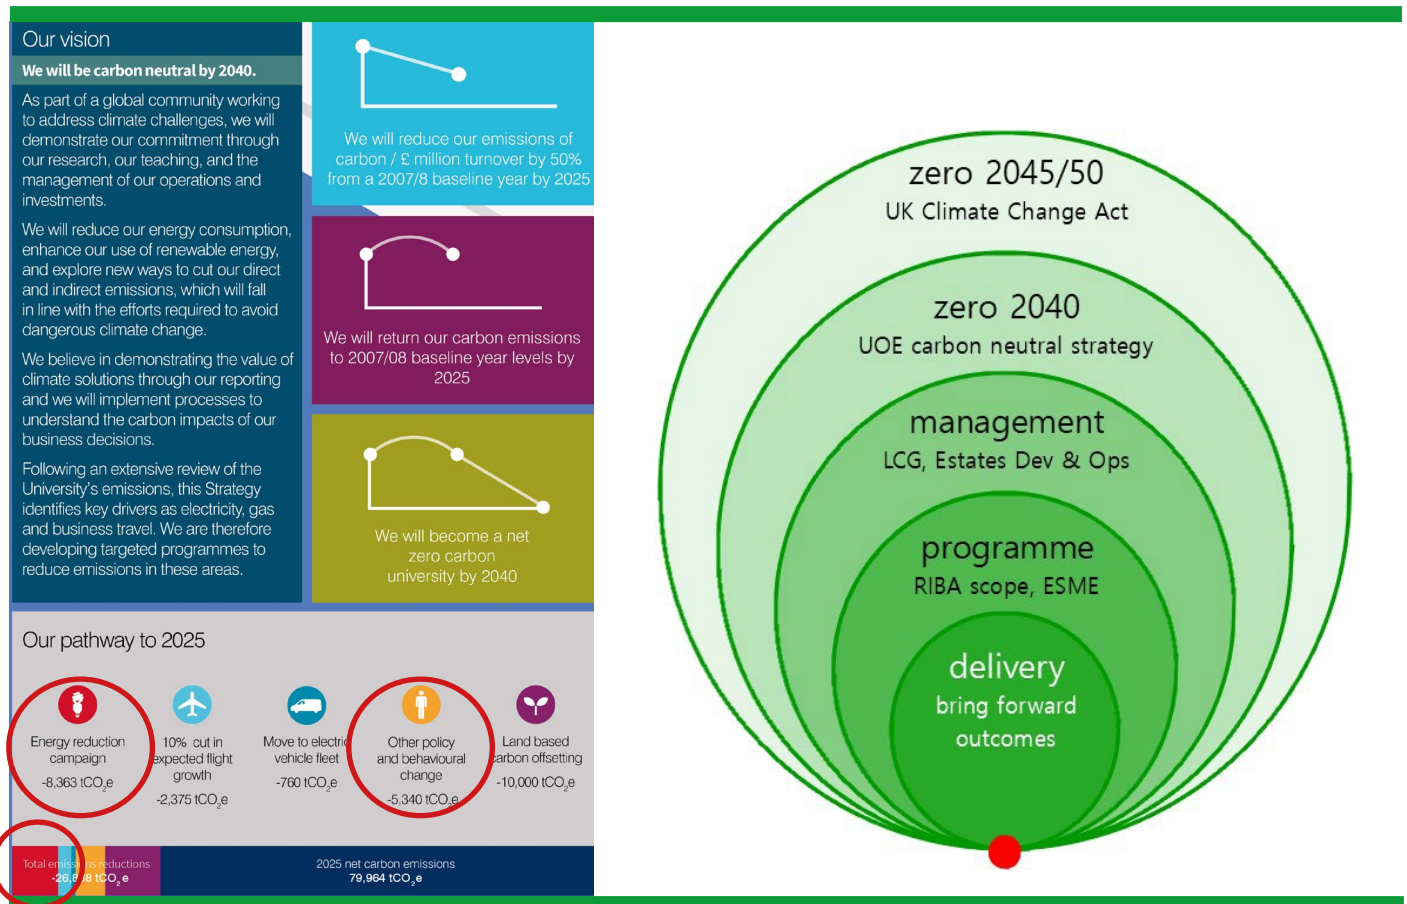 Our vision
We will be carbon neutral by 2040.
As part of a global community working
to address climate challenges, we will
demonstrate our commitment through
our research, our teaching, and the
management of our operations and
investments.
We will reduce our energy consumption,
enhance our use of renewable energy,
and explore new ways to cut our direct
and indirect emissions, which will fall
in line with the efforts required to avoid
dangerous climate change.
We believe in demonstrating the value of
climate solutions through our reporting
and we will implement processes to
understand the carbon impacts of our
business decisions.
Following an extensive review of the
University's emissions, this Strategy
identifies key drivers as electricity, gas
and business travel. We are therefore
developing targeted programmes to
reduce emissions in these areas.
We will reduce our emissions of
carbon / £ million turnover by 50%
from a 2007/8 baseline year by 2025
We will return our carbon emissions
to 2007/08 baseline year levels by
2025
We will become a net
zero carbon
university by 2040
Our pathway to 2025
Energy reduction
campaign
-8,363 tCO₂e
10% cut in
expected flight
growth
-2,375 tCO₂e
Move to electric
vehicle fleet
-760 tCO₂e
Other policy
and behavioural
change
-5,340 tCO₂e
Land based
carbon offsetting
-10,000 tCO₂e
Total emissions reductions
-26,838 tCO₂e
2025 net carbon emissions
79,964 tCO₂e
zero 2045/50
UK Climate Change Act
zero 2040
UOE carbon neutral strategy
management
LCG, Estates Dev & Ops
programme
RIBA scope, ESME
delivery
bring forward
outcomes